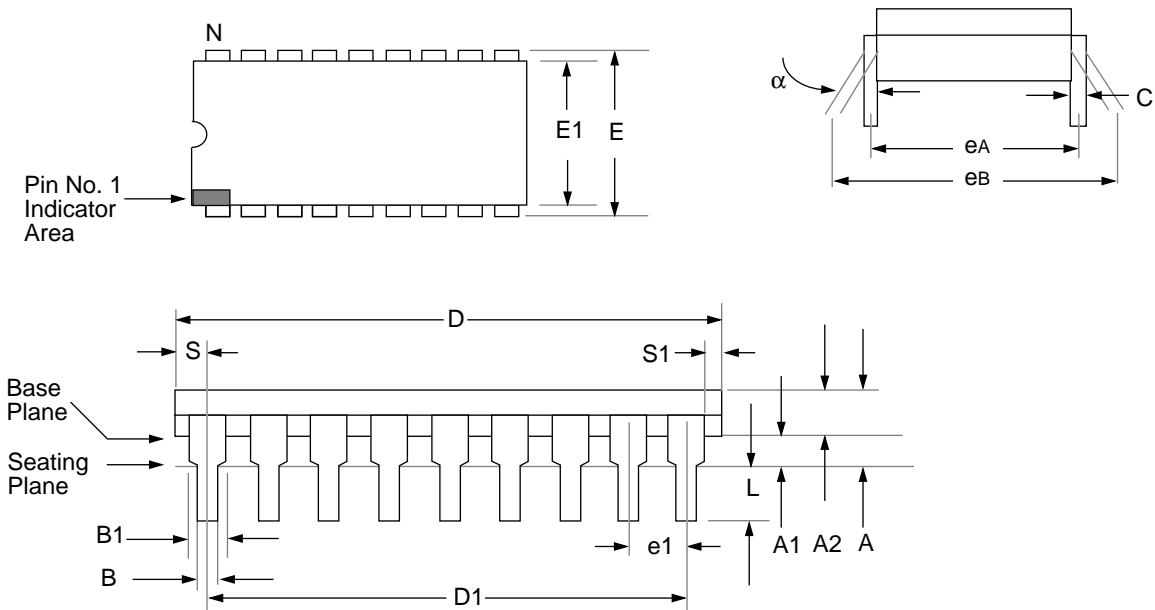 N
E1
E
Pin No. 1
Indicator
Area
α
C
eA
eB
D
S
S1
Base
Plane
Seating
Plane
L
B1
e1
A1
A2
A
B
D1